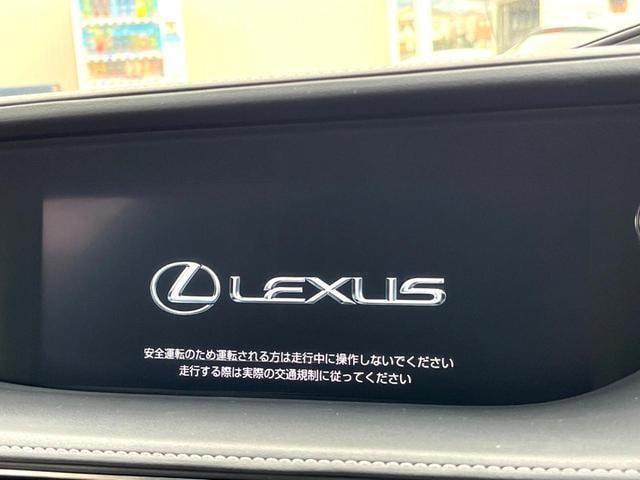 LEXUS
安全運転のため運転される方は走行中に操作しないでください
走行する際は実際の交通規制に従ってください